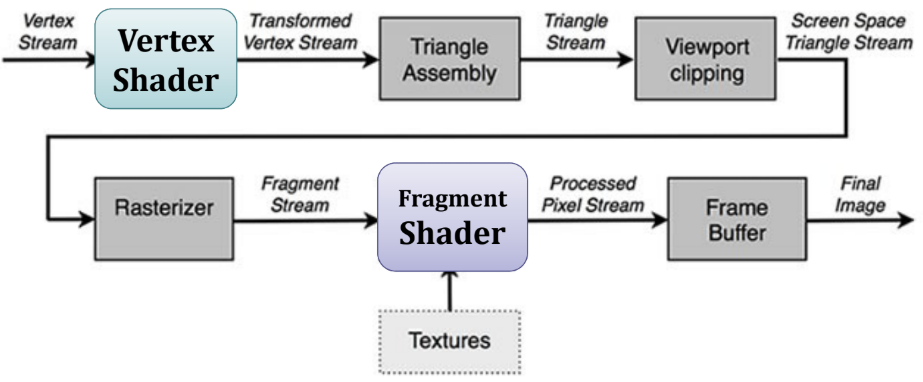 Vertex
Stream
Vertex
Shader
Transformed
Vertex Stream
Triangle
Assembly
Triangle
Stream
Viewport
clipping
Screen Space
Triangle Stream
Rasterizer
Fragment
Stream
Fragment
Shader
Processed
Pixel Stream
Frame
Buffer
Final
Image
Textures